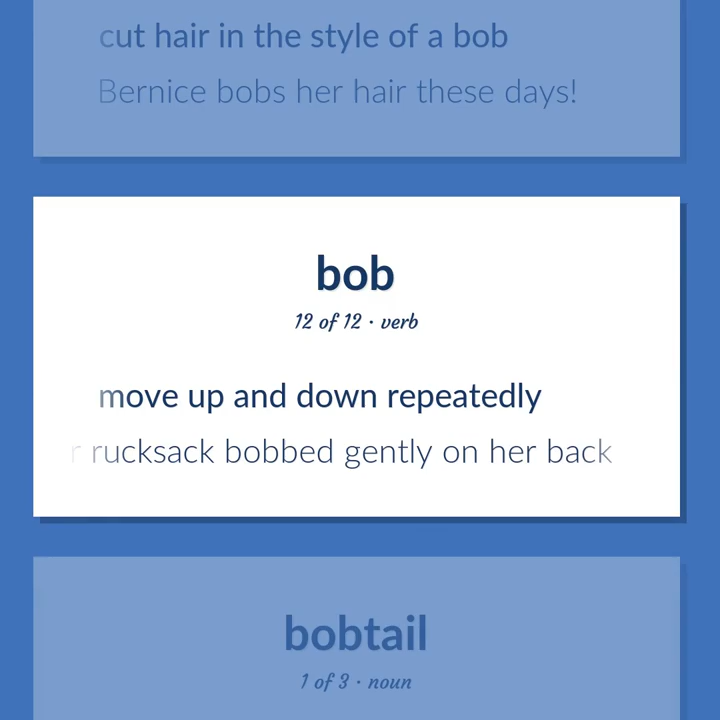 cut hair in the style of a bob
Bernice bobs her hair these days!
bob
12 of 12 · verb
move up and down repeatedly
r rucksack bobbed gently on her back
bobtail
1 of 3 · noun